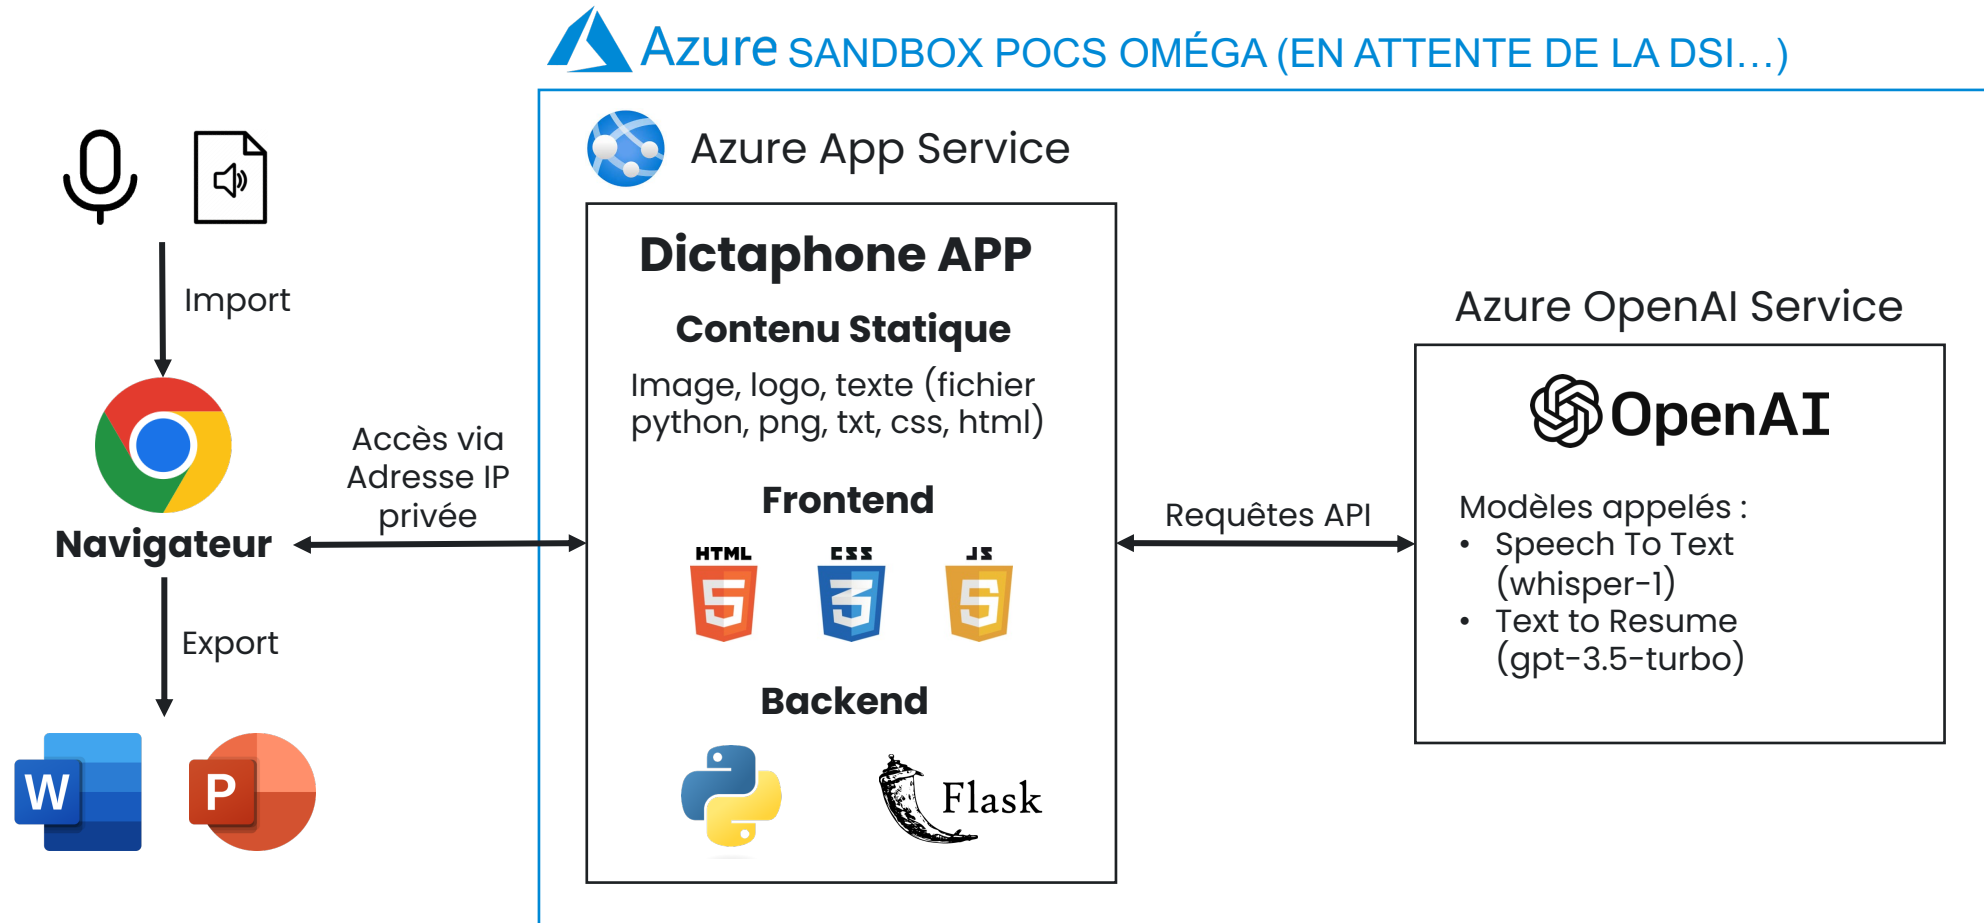 Azure SANDBOX POCS OMÉGA (EN ATTENTE DE LA DSI...)
Azure App Service
Import
Navigateur
Export
W
P
Accès via
Adresse IP
privée
Dictaphone APP
Contenu Statique
Image, logo, texte (fichier
python, png, txt, css, html)
Frontend
HTML
5
CSS
3
JS
5
Backend
Flask
Requêtes API
Azure OpenAI Service
OpenAI
Modèles appelés :
• Speech To Text
(whisper-1)
• Text to Resume
(gpt-3.5-turbo)